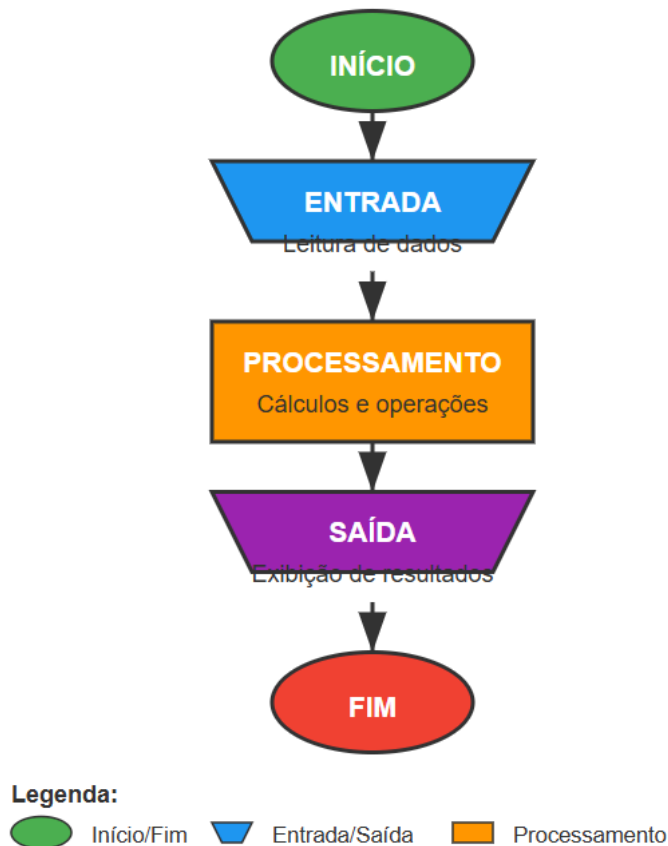 INÍCIO
ENTRADA
Leitura de dados
PROCESSAMENTO
Cálculos e operações
SAÍDA
Exibição de resultados
FIM
Legenda:
Início/Fim Entrada/Saída Processamento